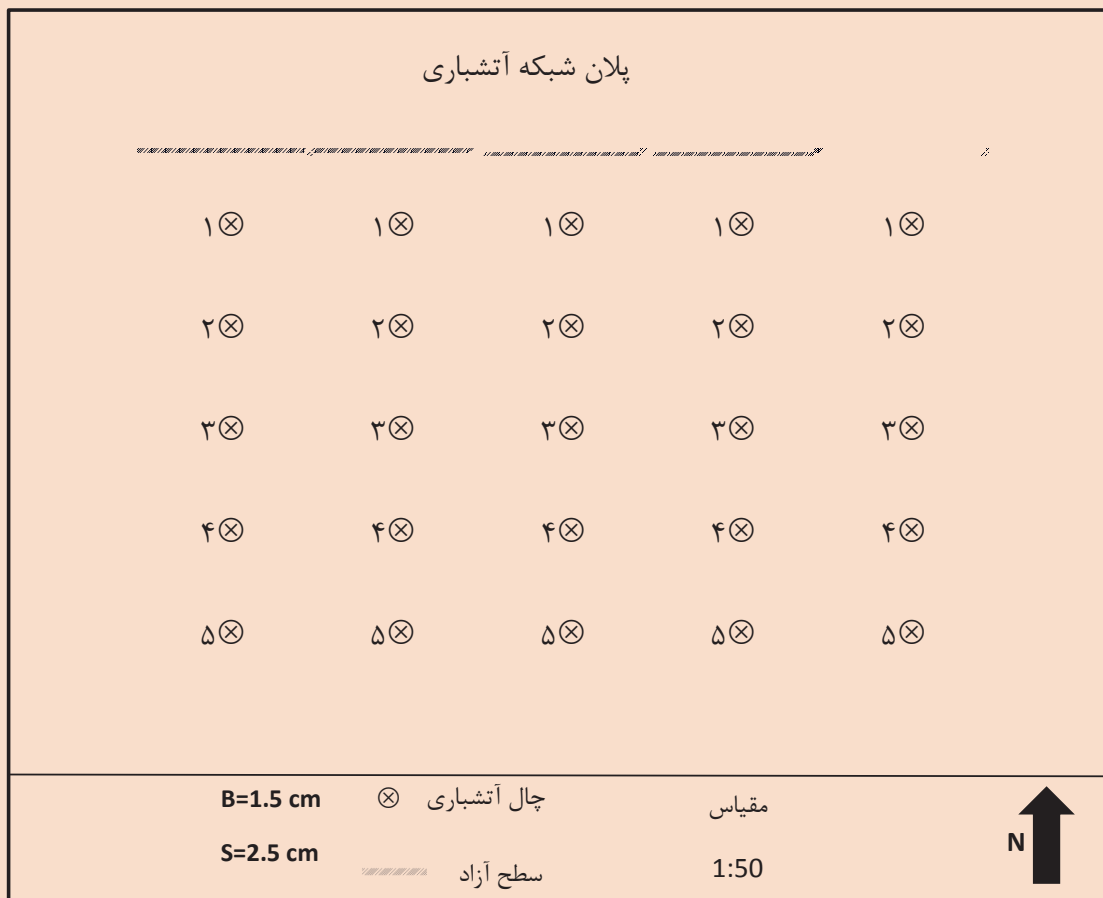 پلان شبکه آتشباری
۱⊗ ۱⊗ ۱⊗ ۱⊗ ۱⊗
۲⊗ ۲⊗ ۲⊗ ۲⊗ ۲⊗
۳⊗ ۳⊗ ۳⊗ ۳⊗ ۳⊗
۴⊗ ۴⊗ ۴⊗ ۴⊗ ۴⊗
۵⊗ ۵⊗ ۵⊗ ۵⊗ ۵⊗
B=1.5 cm
S=2.5 cm
چال آتشباری ⊗
سطح آزاد
مقیاس
1:50
N